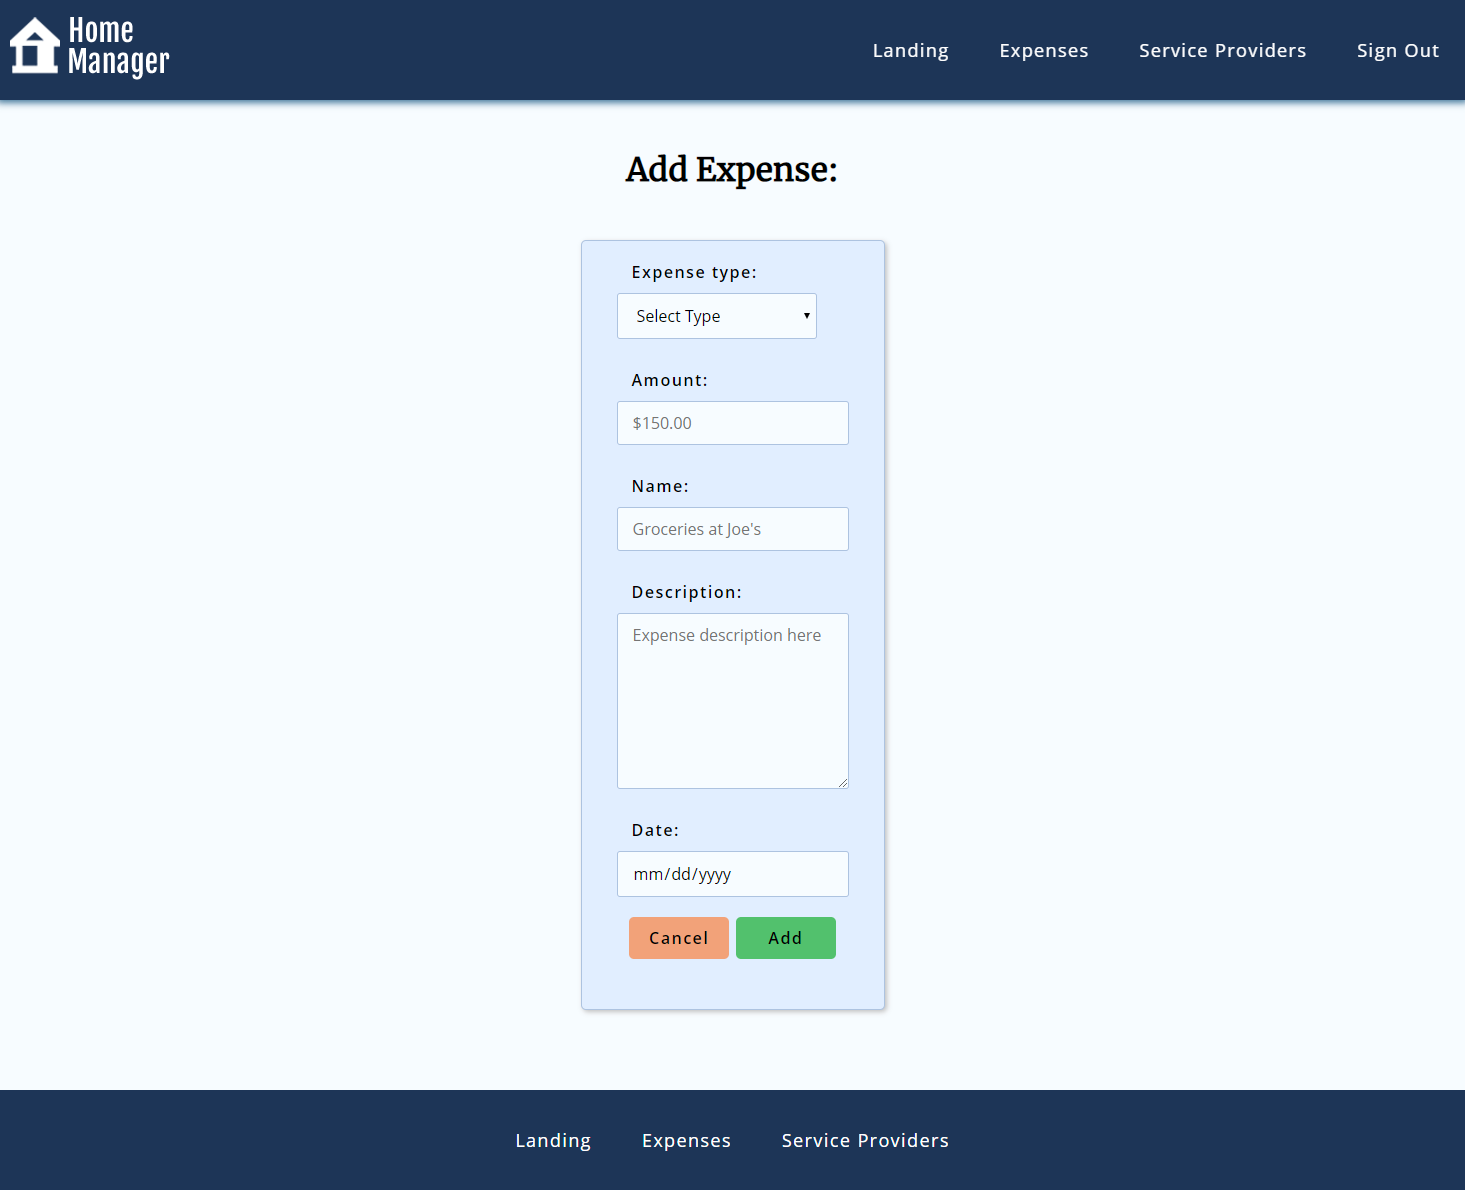 Home
Manager
Landing Expenses Service Providers Sign Out
Add Expense:
Expense type:
Select Type
Amount:
$150.00
Name:
Groceries at Joe's
Description:
Expense description here
Date:
mm/dd/yyyy
Cancel Add
Landing Expenses Service Providers